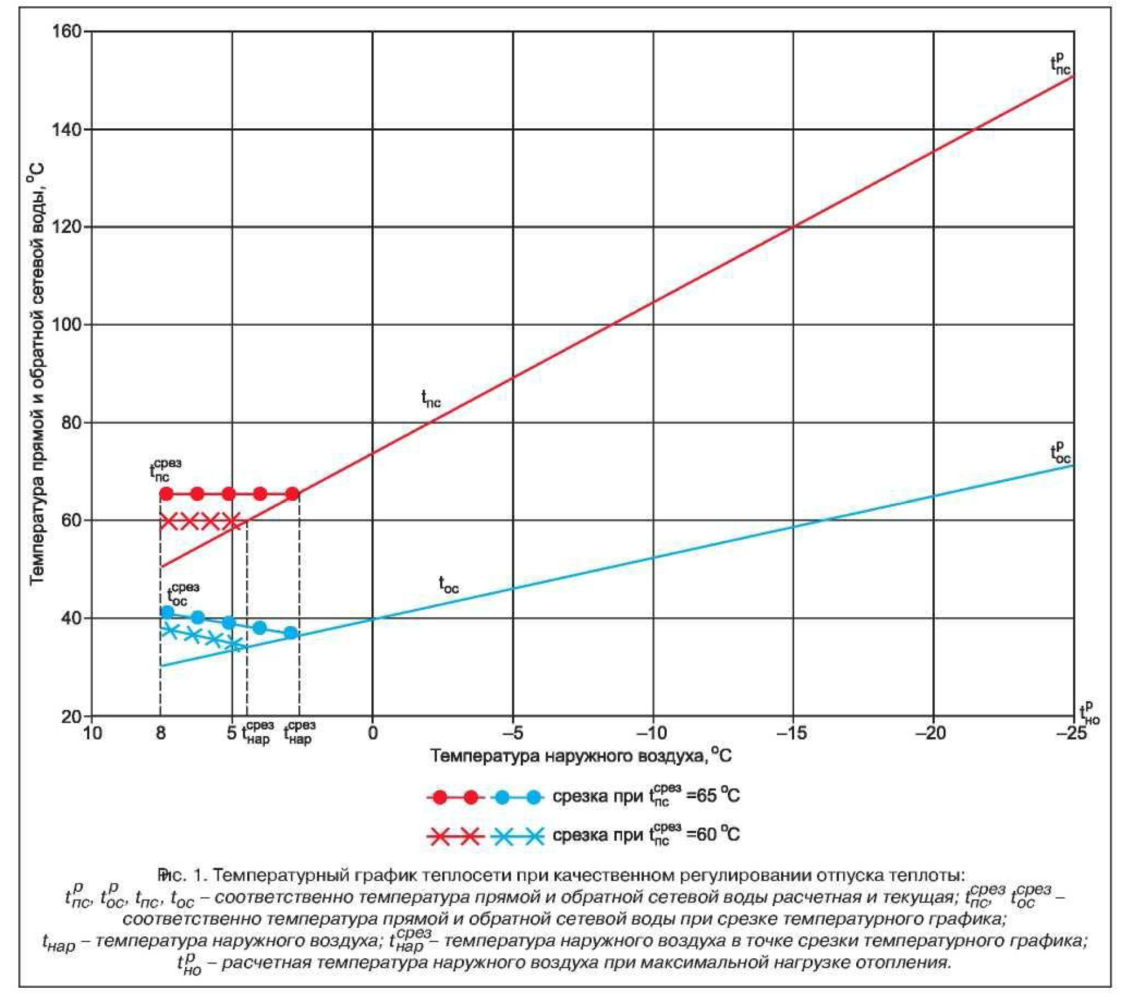 160
140
120
100
80
60
40
20
Температура прямой и обратной сетевой воды, °C
t^р_пс
t_пс
t^срез_пс
t^р_ос
t^срез_ос
t_ос
10 8 5 t^срез_нар t^срез_нар 0 –5 –10 –15 –20 –25 t^р_но
Температура наружного воздуха, °C
срезка при t^срез_пс =65 °C
срезка при t^срез_пс =60 °C
Рис. 1. Температурный график теплосети при качественном регулировании отпуска теплоты:
t^р_пс, t^р_ос, t_пс, t_ос – соответственно температура прямой и обратной сетевой воды расчетная и текущая; t^срез_пс, t^срез_ос –
соответственно температура прямой и обратной сетевой воды при срезке температурного графика;
t_нар – температура наружного воздуха; t^срез_нар – температура наружного воздуха в точке срезки температурного графика;
t^р_но – расчетная температура наружного воздуха при максимальной нагрузке отопления.